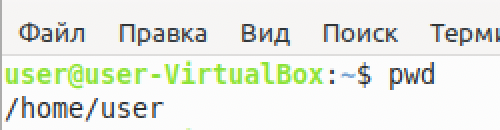 Файл Правка Вид Поиск Терми
user@user-VirtualBox:~$ pwd
/home/user